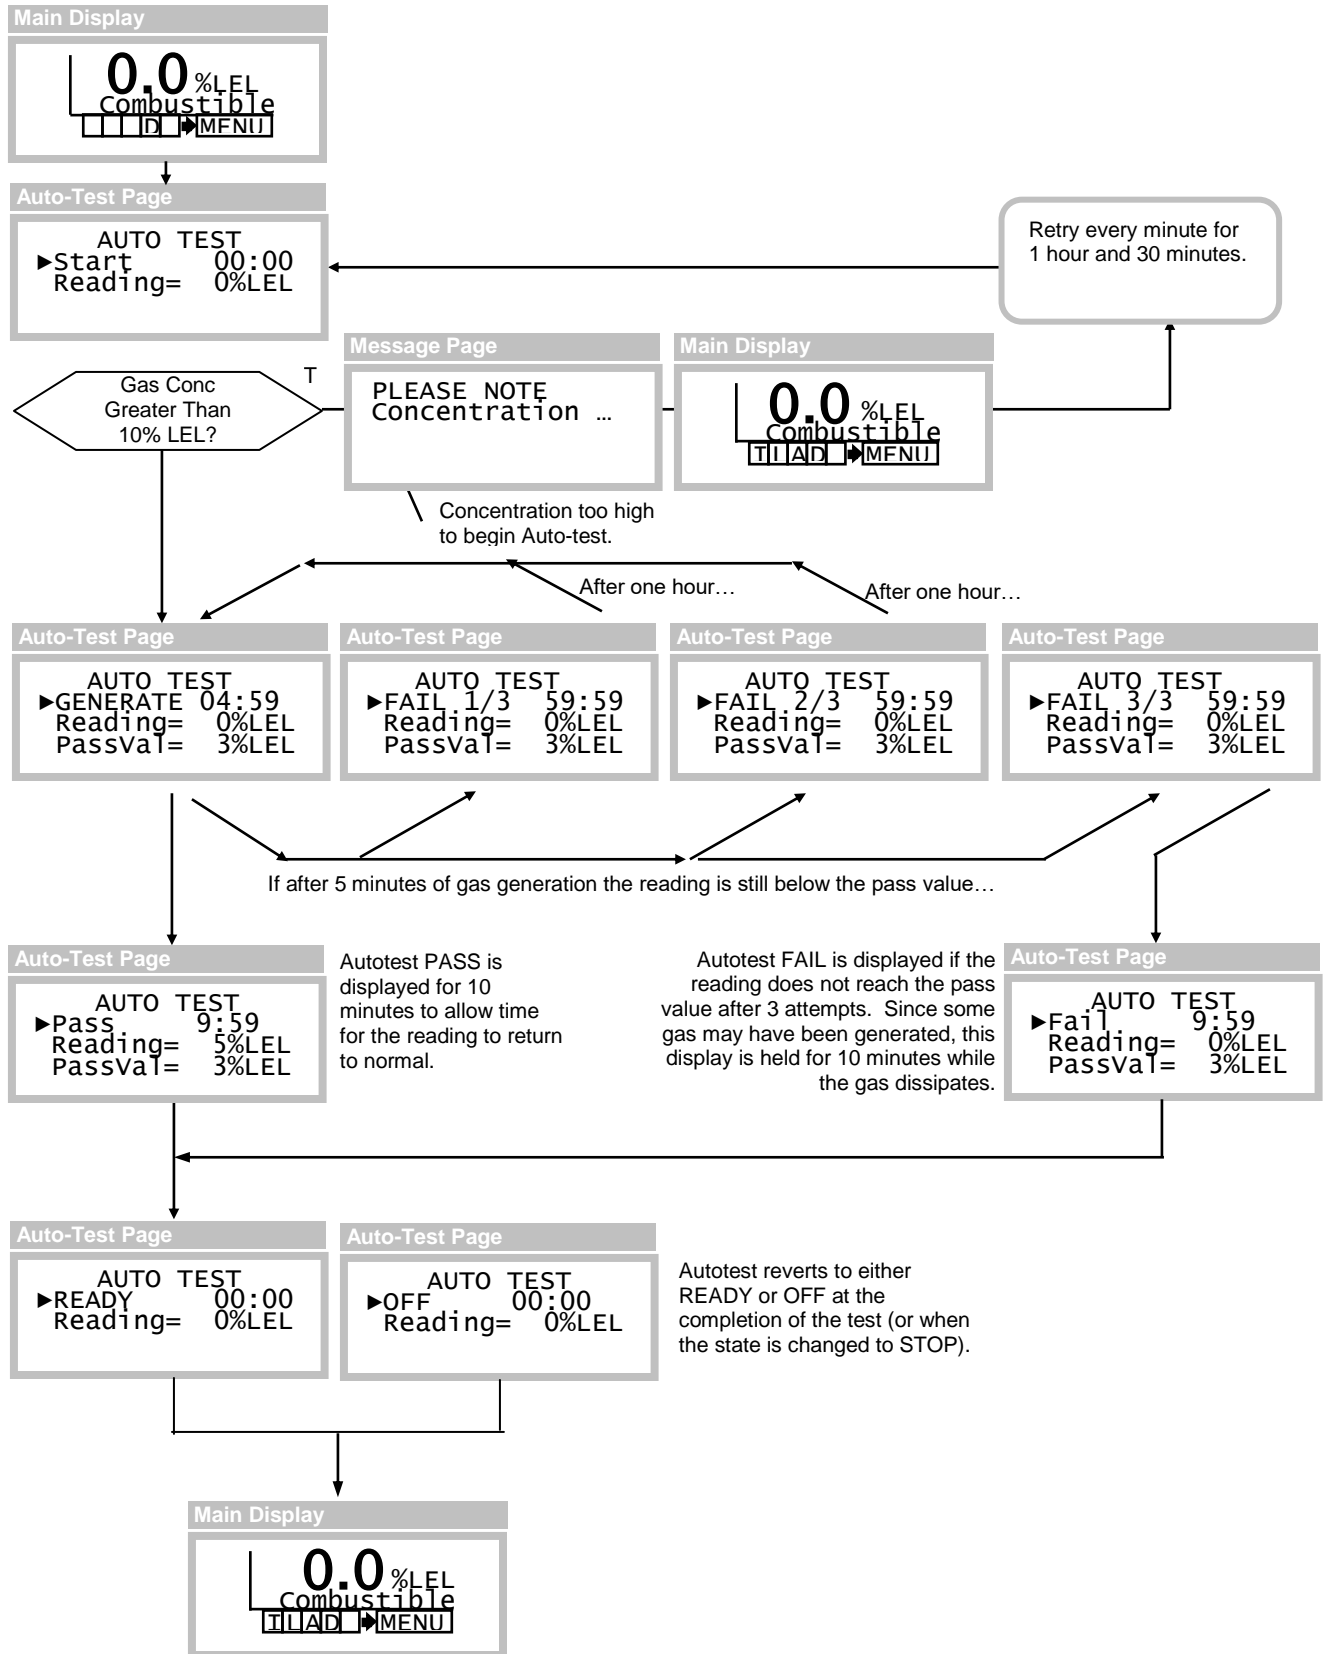 Main Display
0.0 %LEL
Combustible
D MENU
Auto-Test Page
AUTO TEST
►Start 00:00
Reading= 0%LEL
Retry every minute for
1 hour and 30 minutes.
Gas Conc
Greater Than
10% LEL?
T
Message Page
PLEASE NOTE
Concentration …
Main Display
0.0 %LEL
Combustible
I L A D MENU
Concentration too high
to begin Auto-test.
After one hour…
After one hour…
Auto-Test Page
AUTO TEST
►GENERATE 04:59
Reading= 0%LEL
PassVal= 3%LEL
Auto-Test Page
AUTO TEST
►FAIL 1/3 59:59
Reading= 0%LEL
PassVal= 3%LEL
Auto-Test Page
AUTO TEST
►FAIL 2/3 59:59
Reading= 0%LEL
PassVal= 3%LEL
Auto-Test Page
AUTO TEST
►FAIL 3/3 59:59
Reading= 0%LEL
PassVal= 3%LEL
If after 5 minutes of gas generation the reading is still below the pass value…
Auto-Test Page
AUTO TEST
►Pass 9:59
Reading= 5%LEL
PassVal= 3%LEL
Autotest PASS is
displayed for 10
minutes to allow time
for the reading to return
to normal.
Autotest FAIL is displayed if the
reading does not reach the pass
value after 3 attempts. Since some
gas may have been generated, this
display is held for 10 minutes while
the gas dissipates.
Auto-Test Page
AUTO TEST
►Fail 9:59
Reading= 0%LEL
PassVal= 3%LEL
Auto-Test Page
AUTO TEST
►READY 00:00
Reading= 0%LEL
Auto-Test Page
AUTO TEST
►OFF 00:00
Reading= 0%LEL
Autotest reverts to either
READY or OFF at the
completion of the test (or when
the state is changed to STOP).
Main Display
0.0 %LEL
Combustible
I L A D MENU